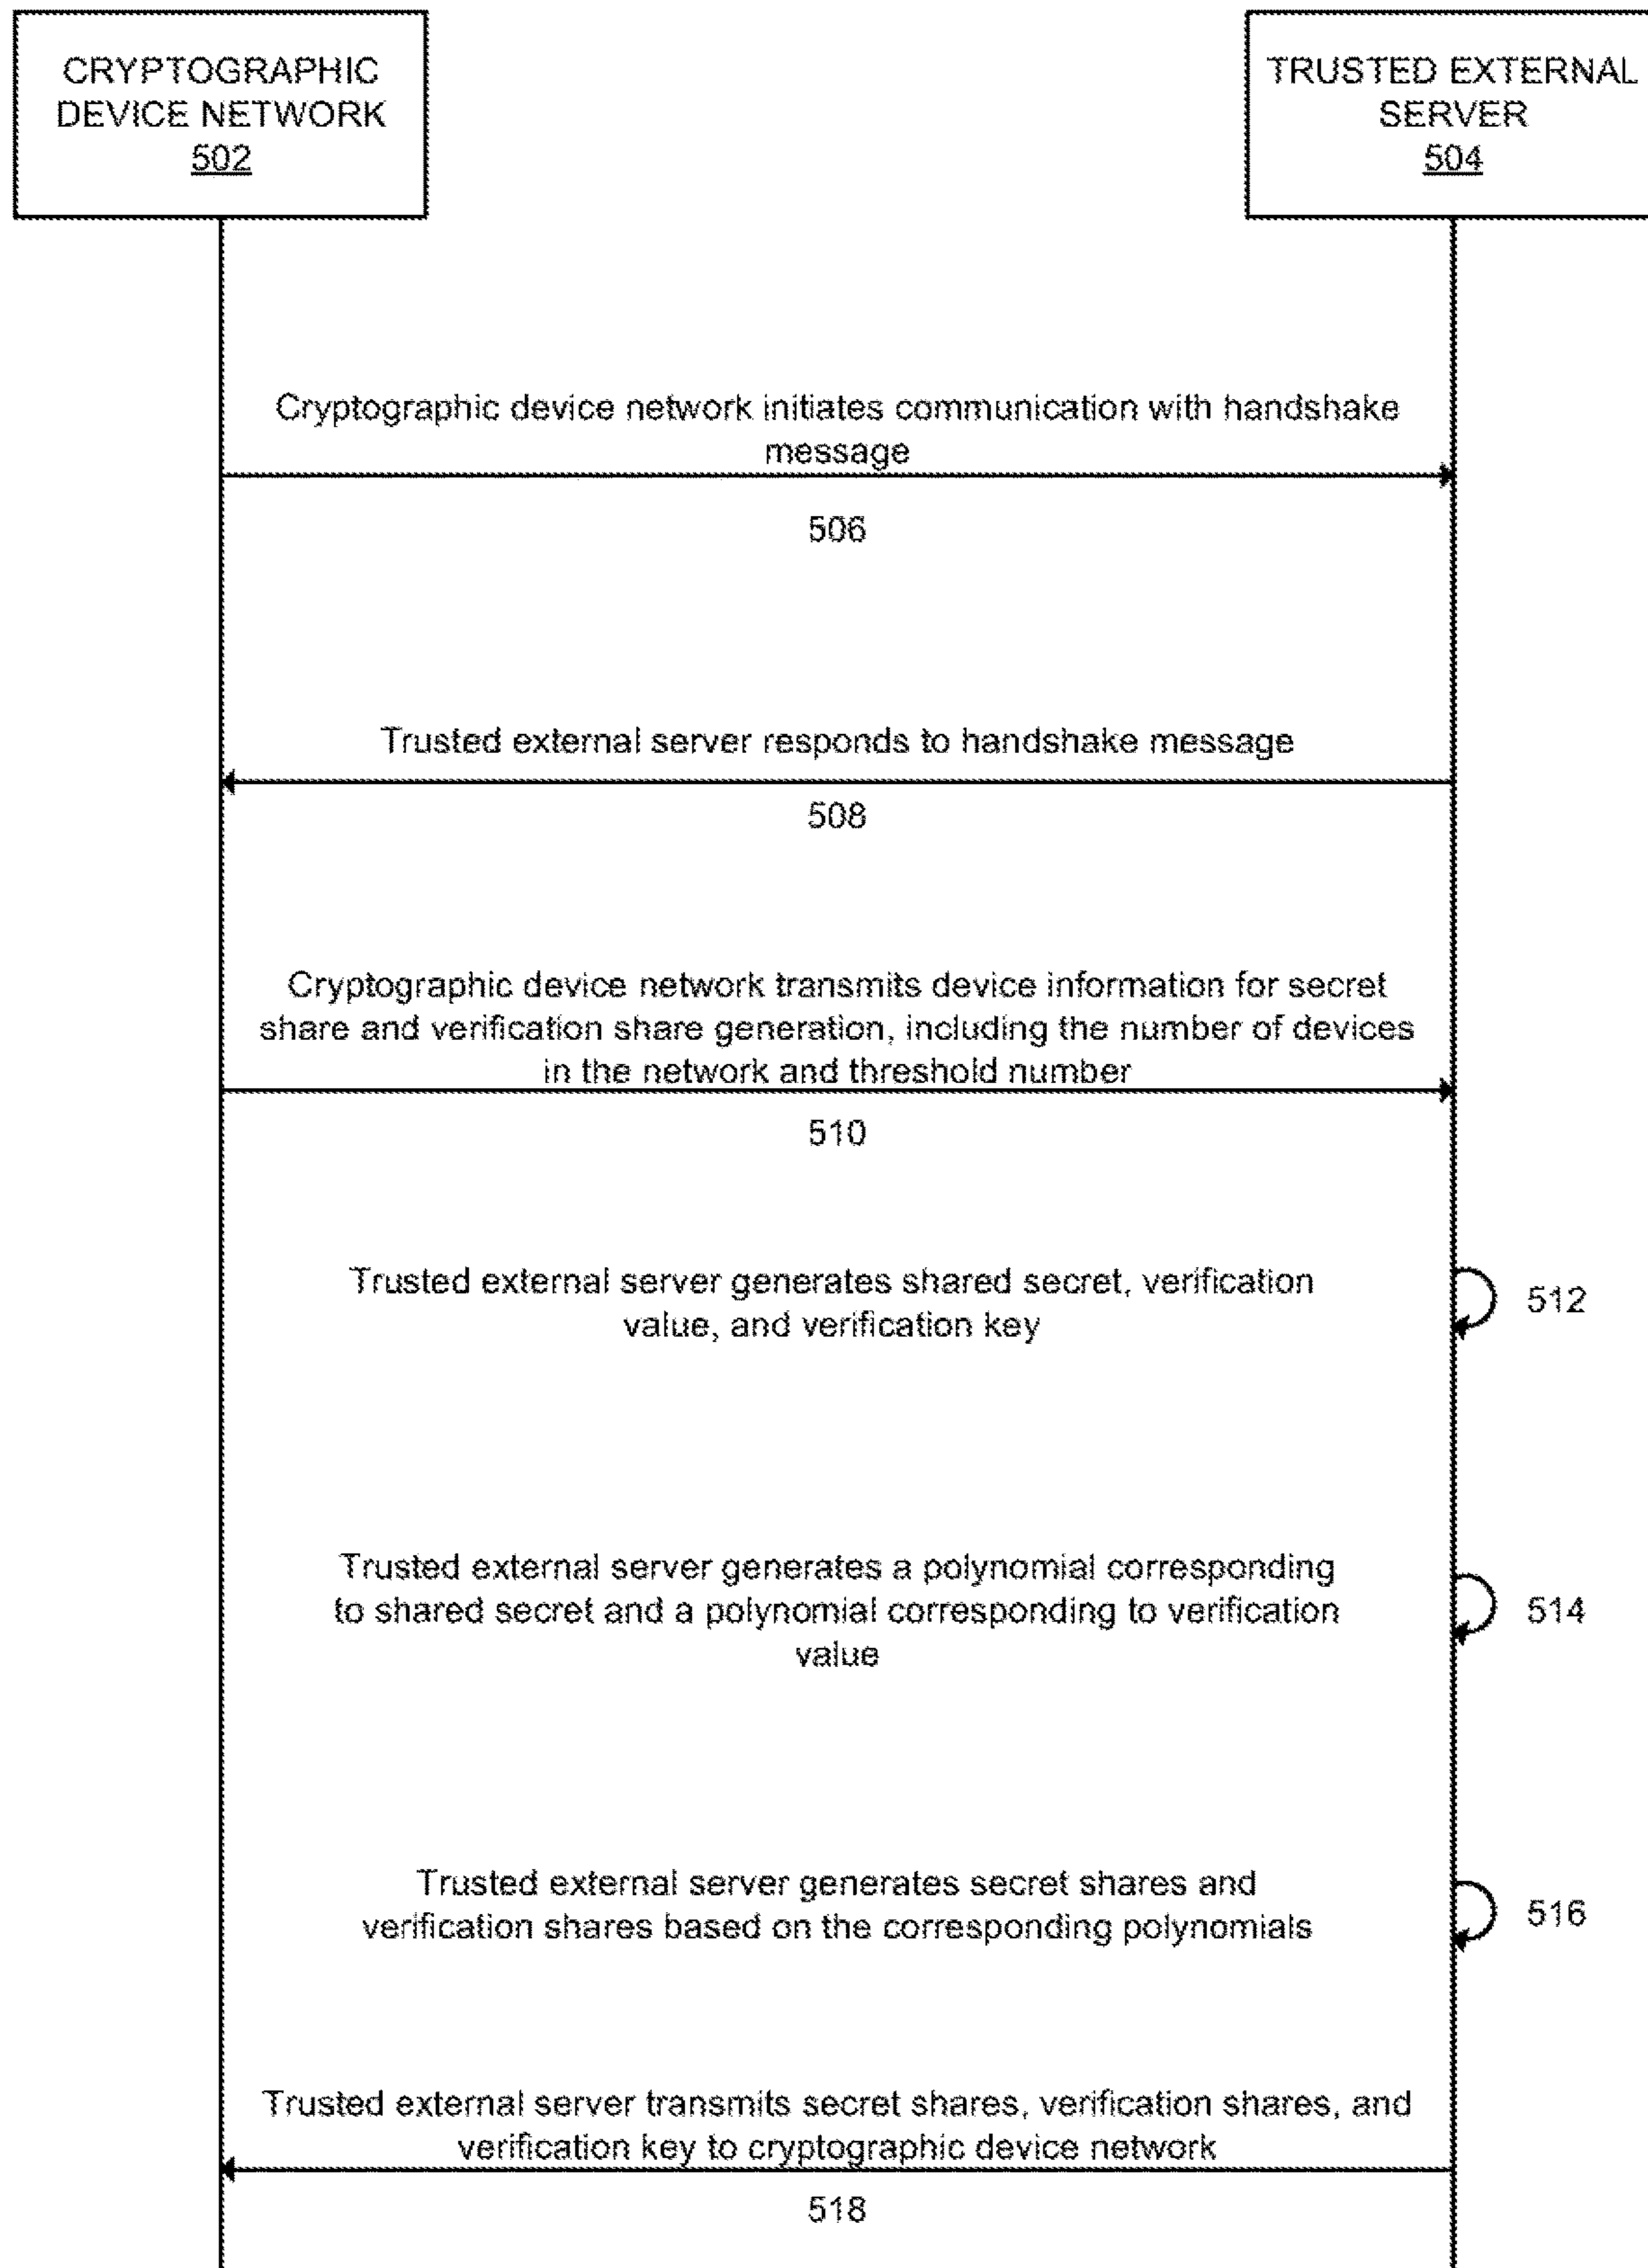 CRYPTOGRAPHIC
DEVICE NETWORK
502
TRUSTED EXTERNAL
SERVER
504
Cryptographic device network initiates communication with handshake
message
506
Trusted external server responds to handshake message
508
Cryptographic device network transmits device information for secret
share and verification share generation, including the number of devices
in the network and threshold number
510
Trusted external server generates shared secret, verification
value, and verification key
512
Trusted external server generates a polynomial corresponding
to shared secret and a polynomial corresponding to verification
value
514
Trusted external server generates secret shares and
verification shares based on the corresponding polynomials
516
Trusted external server transmits secret shares, verification shares, and
verification key to cryptographic device network
518